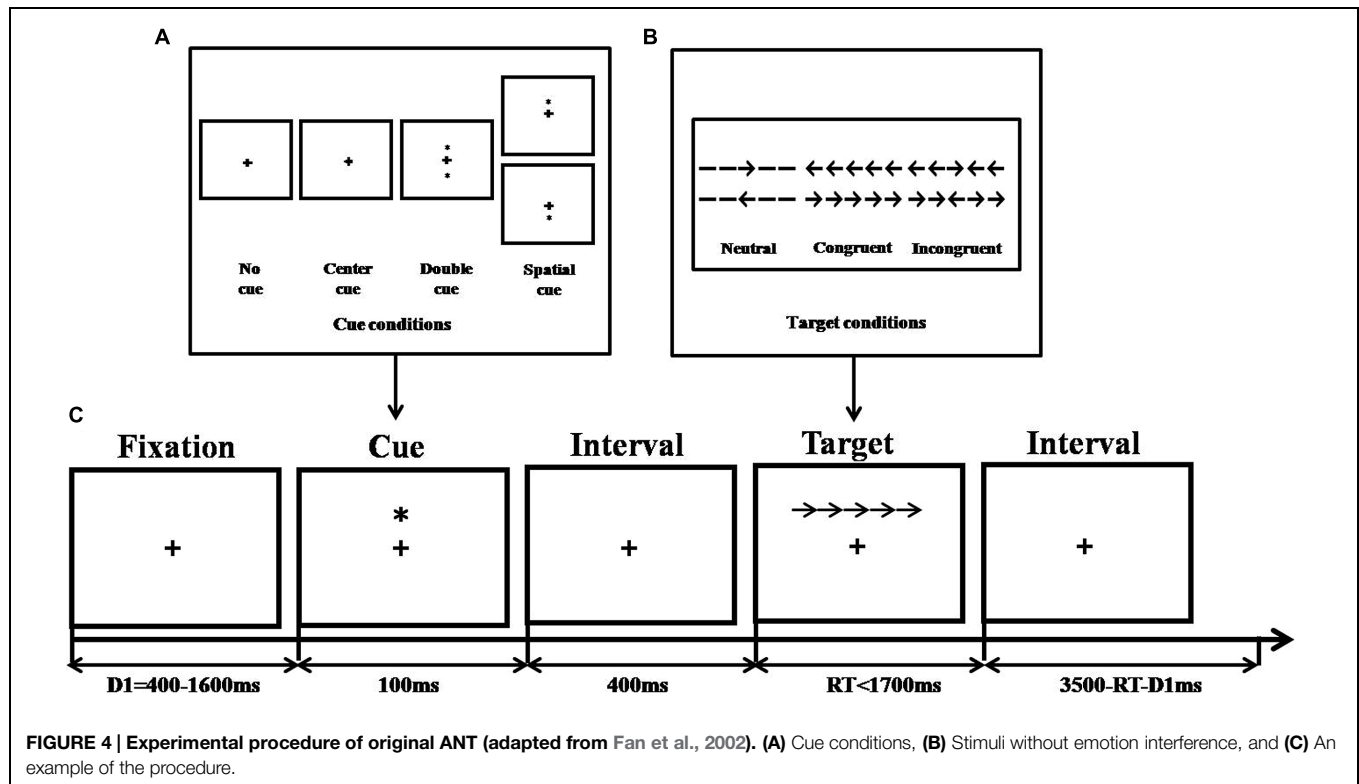 A
B
* 
+
+
+
*
+
*
+
*
— — → — — ← ← ← ← ← ← ← → ← ←
— — ← — — → → → → → → → ← → →
Neutral Congruent Incongruent
No cue
Center cue
Double cue
Spatial cue
Cue conditions
Target conditions
C
Fixation Cue Interval Target Interval
*
→→→→→
+ + + + +
D1=400-1600ms 100ms 400ms RT<1700ms 3500-RT-D1ms
FIGURE 4 | Experimental procedure of original ANT (adapted from Fan et al., 2002). (A) Cue conditions, (B) Stimuli without emotion interference, and (C) An
example of the procedure.